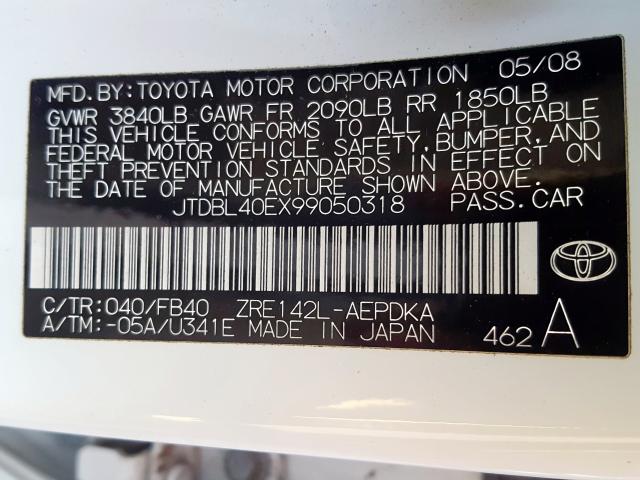 MFD. BY: TOYOTA MOTOR CORPORATION 05/08
GVWR 3840LB GAWR FR 2090LB RR 1850LB
THIS VEHICLE CONFORMS TO ALL APPLICABLE
FEDERAL MOTOR VEHICLE SAFETY, BUMPER, AND
THEFT PREVENTION STANDARDS IN EFFECT ON
THE DATE OF MANUFACTURE SHOWN ABOVE.
JTDBL40EX99050318 PASS. CAR
C/TR: 040/FB40 ZRE142L-AEPDKA
A/TM: -05A/U341E MADE IN JAPAN 462 A